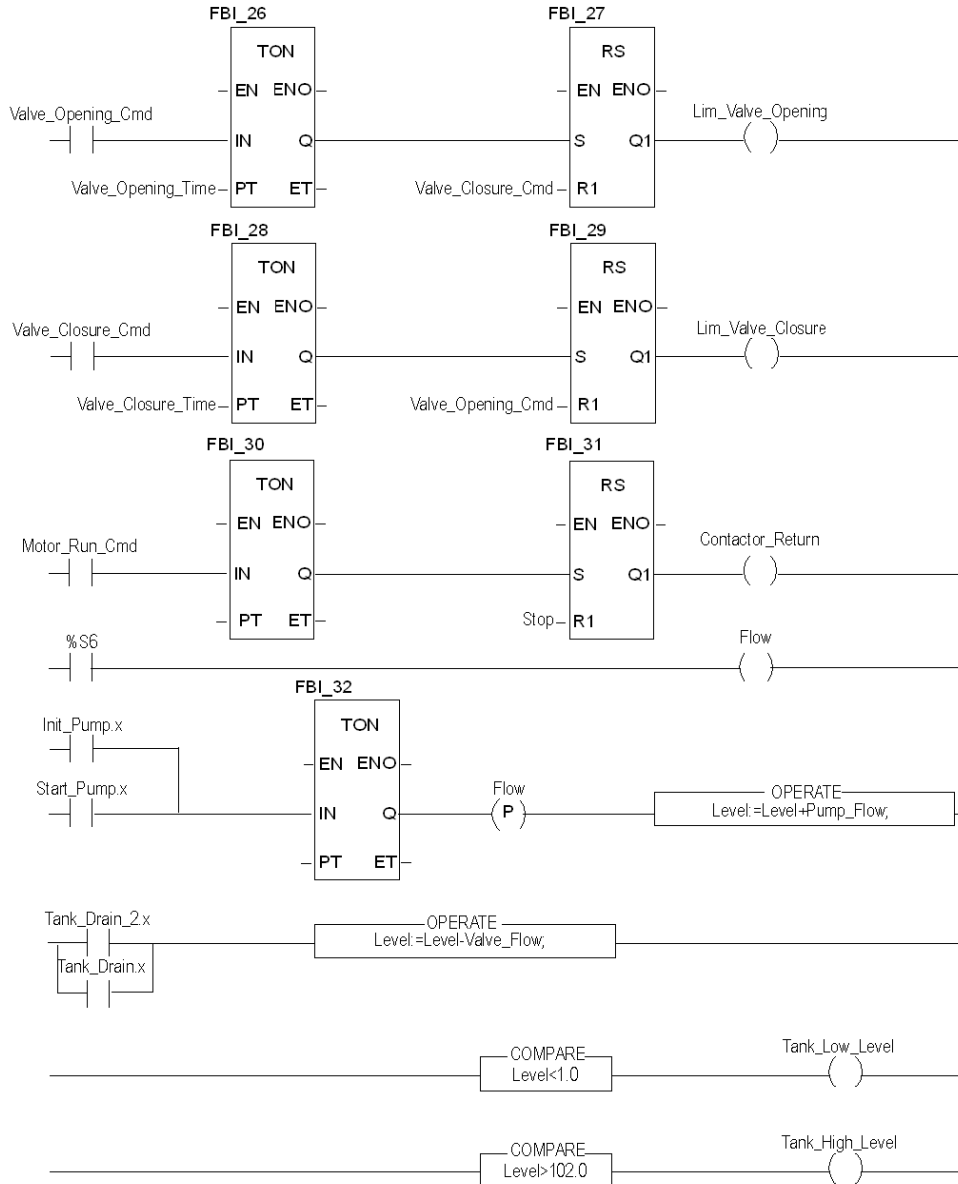 FBI_26 FBI_27
TON RS
EN ENO EN ENO
Valve_Opening_Cmd Lim_Valve_Opening
IN Q S Q1
Valve_Opening_Time PT ET Valve_Closure_Cmd R1
FBI_28 FBI_29
TON RS
EN ENO EN ENO
Valve_Closure_Cmd Lim_Valve_Closure
IN Q S Q1
Valve_Closure_Time PT ET Valve_Opening_Cmd R1
FBI_30 FBI_31
TON RS
EN ENO EN ENO
Motor_Run_Cmd Contactor_Return
IN Q S Q1
PT ET Stop R1
%S6 Flow
FBI_32
TON
Init_Pump.x
EN ENO
Start_Pump.x Flow OPERATE
IN Q P Level:=Level+Pump_Flow;
PT ET
Tank_Drain_2.x OPERATE
Level:=Level-Valve_Flow;
Tank_Drain.x
COMPARE Tank_Low_Level
Level<1.0
COMPARE Tank_High_Level
Level>102.0